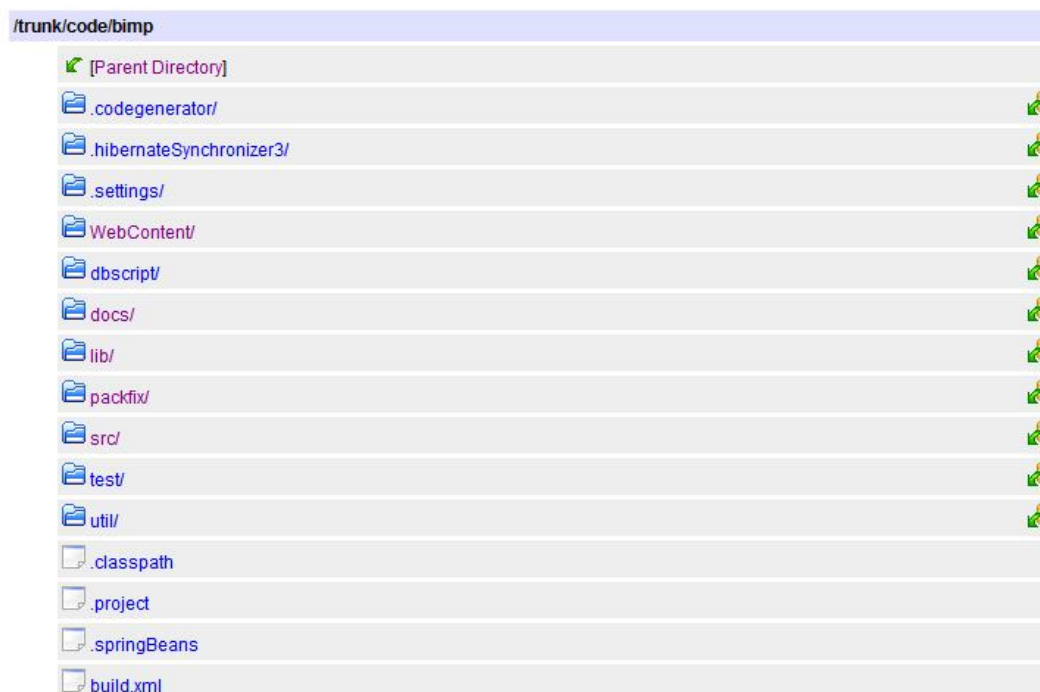 /trunk/code/bimp
[Parent Directory]
.codegenerator/
.hibernateSynchronizer3/
.settings/
WebContent/
dbscript/
docs/
lib/
packfix/
src/
test/
util/
.classpath
.project
.springBeans
build.xml